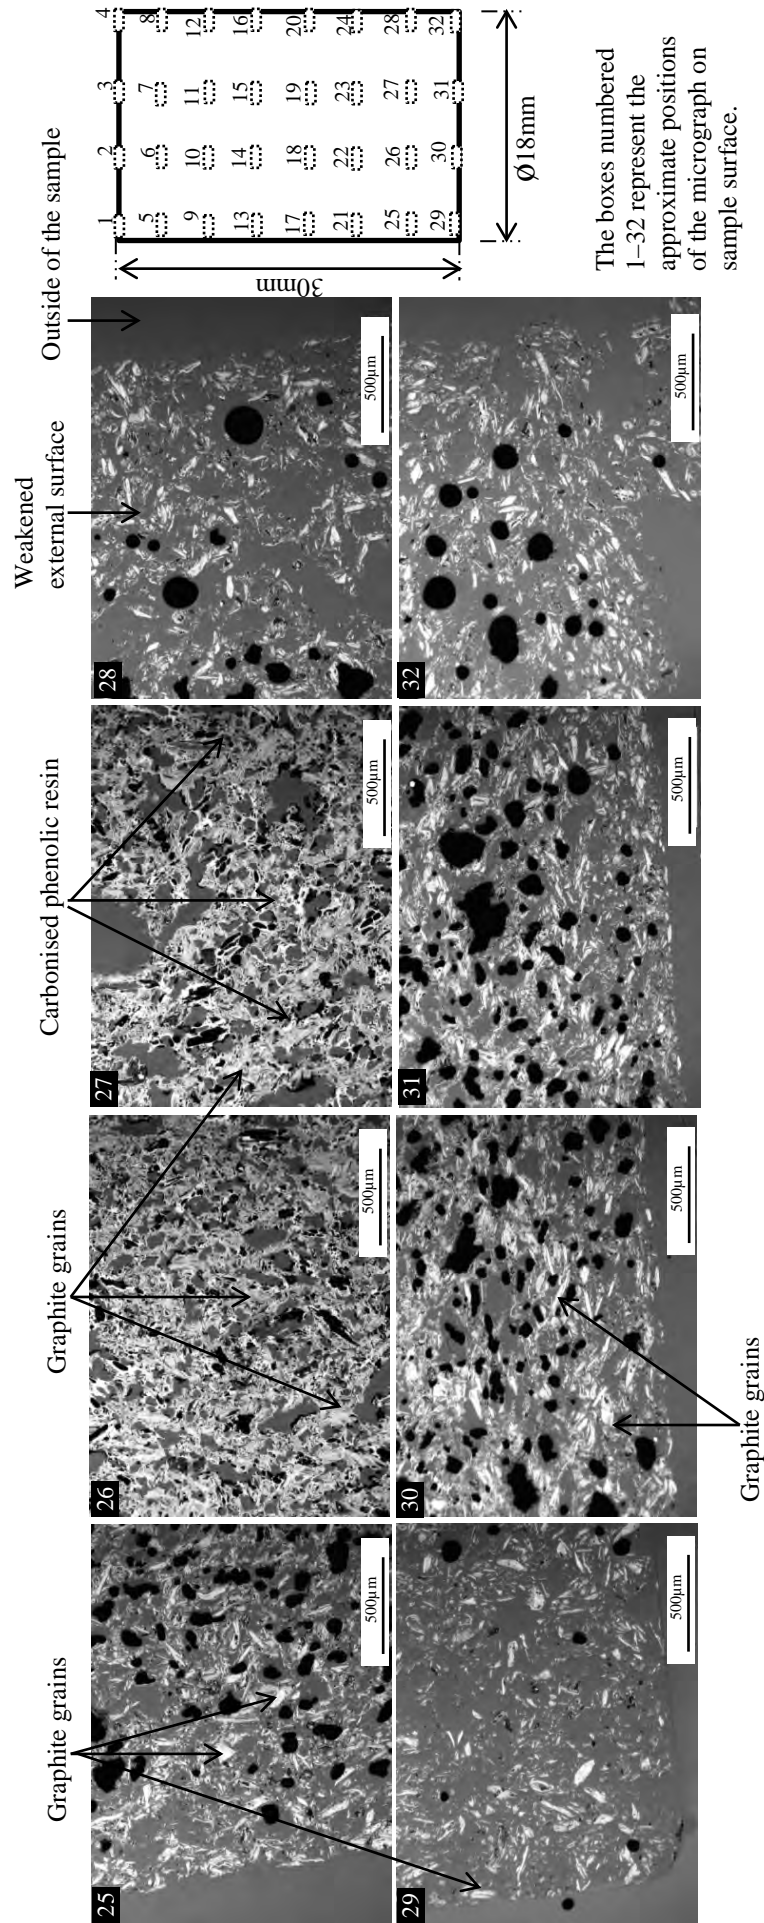 Graphite grains
Graphite grains
Carbonised phenolic resin
Weakened
external surface
Outside of the sample
25
500µm
26
500µm
27
500µm
28
500µm
29
500µm
30
500µm
31
500µm
32
500µm
Graphite grains
1 2 3 4
5 6 7 8
9 10 11 12
13 14 15 16
17 18 19 20
21 22 23 24
25 26 27 28
29 30 31 32
30mm
Ø18mm
The boxes numbered
1–32 represent the
approximate positions
of the micrograph on
sample surface.